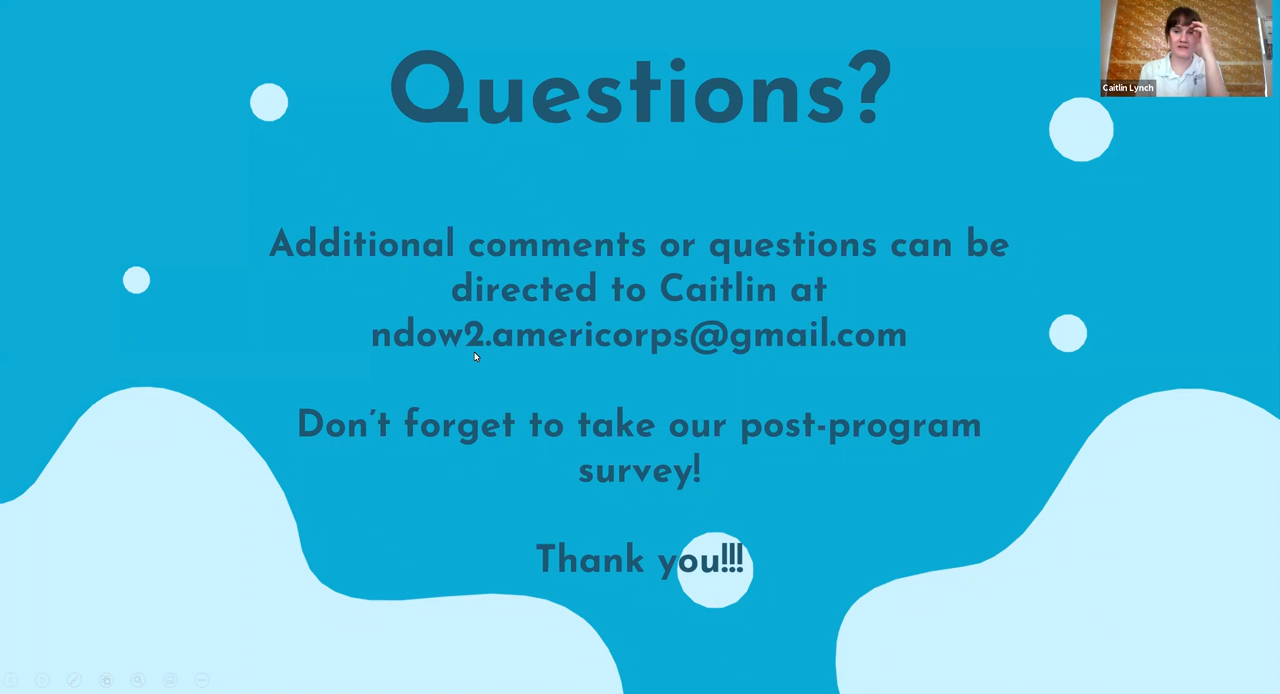 Questions?
Caitlin Lynch
Additional comments or questions can be
directed to Caitlin at
ndow2.americorps@gmail.com
Don't forget to take our post-program
survey!
Thank you!!!